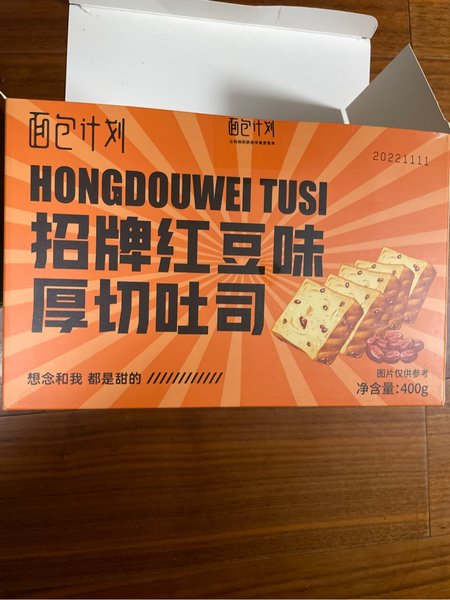 面包计划
面包计划
20221111
HONGDOUWEI TUSI
招牌红豆味
厚切吐司
想念和我 都是甜的 ////////////
图片仅供参考
净含量:400g